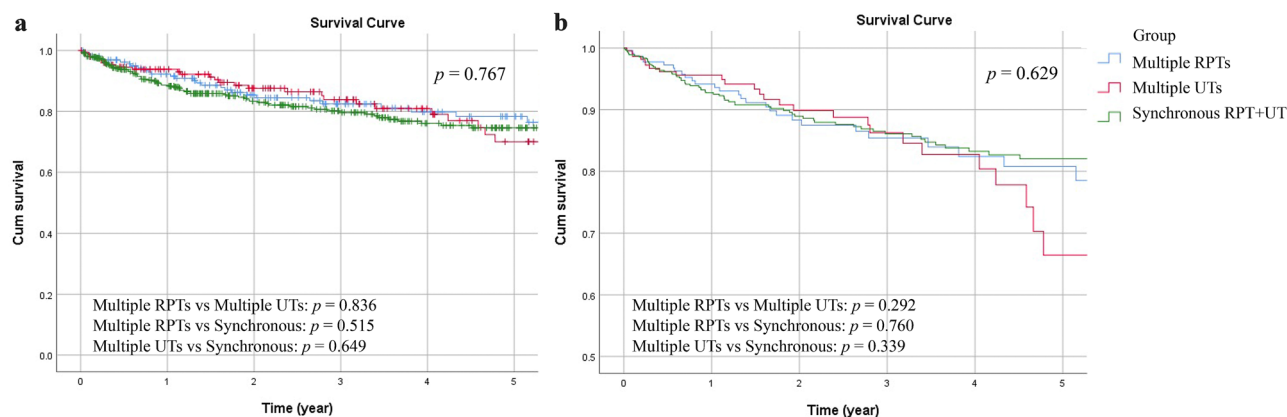 a
Survival Curve
Cum survival
1.0
0.8
0.6
0.4
0.2
0.0
p = 0.767
Multiple RPTs vs Multiple UTs: p = 0.836
Multiple RPTs vs Synchronous: p = 0.515
Multiple UTs vs Synchronous: p = 0.649
0 1 2 3 4 5
Time (year)
b
Survival Curve
Cum survival
1.0
0.9
0.8
0.7
0.6
0.5
p = 0.629
Multiple RPTs vs Multiple UTs: p = 0.292
Multiple RPTs vs Synchronous: p = 0.760
Multiple UTs vs Synchronous: p = 0.339
0 1 2 3 4 5
Time (year)
Group
Multiple RPTs
Multiple UTs
Synchronous RPT+UT